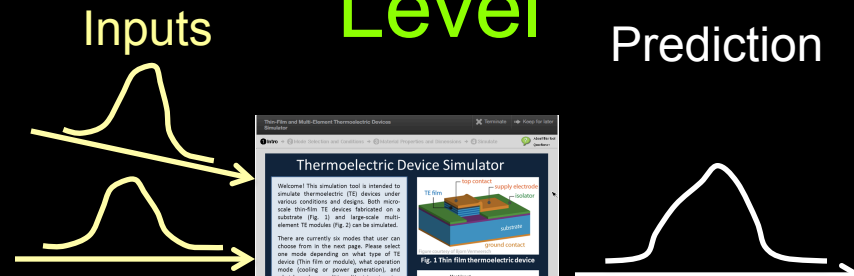 Inputs
Level
Prediction
Thin-Film and Multi-Element Thermoelectric Devices
Simulator
Terminate
Keep for later
1 Intro
Thermoelectric Device Simulator
Welcome! This simulation tool is intended to
simulate thermoelectric (TE) devices under
various conditions and designs. Both micro-
scale thin-film TE devices fabricated on a
substrate (Fig. 1) and large-scale multi-
element TE modules (Fig. 2) can be simulated.
There are currently six modes that user can
choose from in the next page. Please select
one mode depending on what type of TE
device (Thin film or module), what operation
mode (cooling or power generation), and
top contact
TE film
supply electrode
isolator
substrate
ground contact
Fig. 1 Thin film thermoelectric device